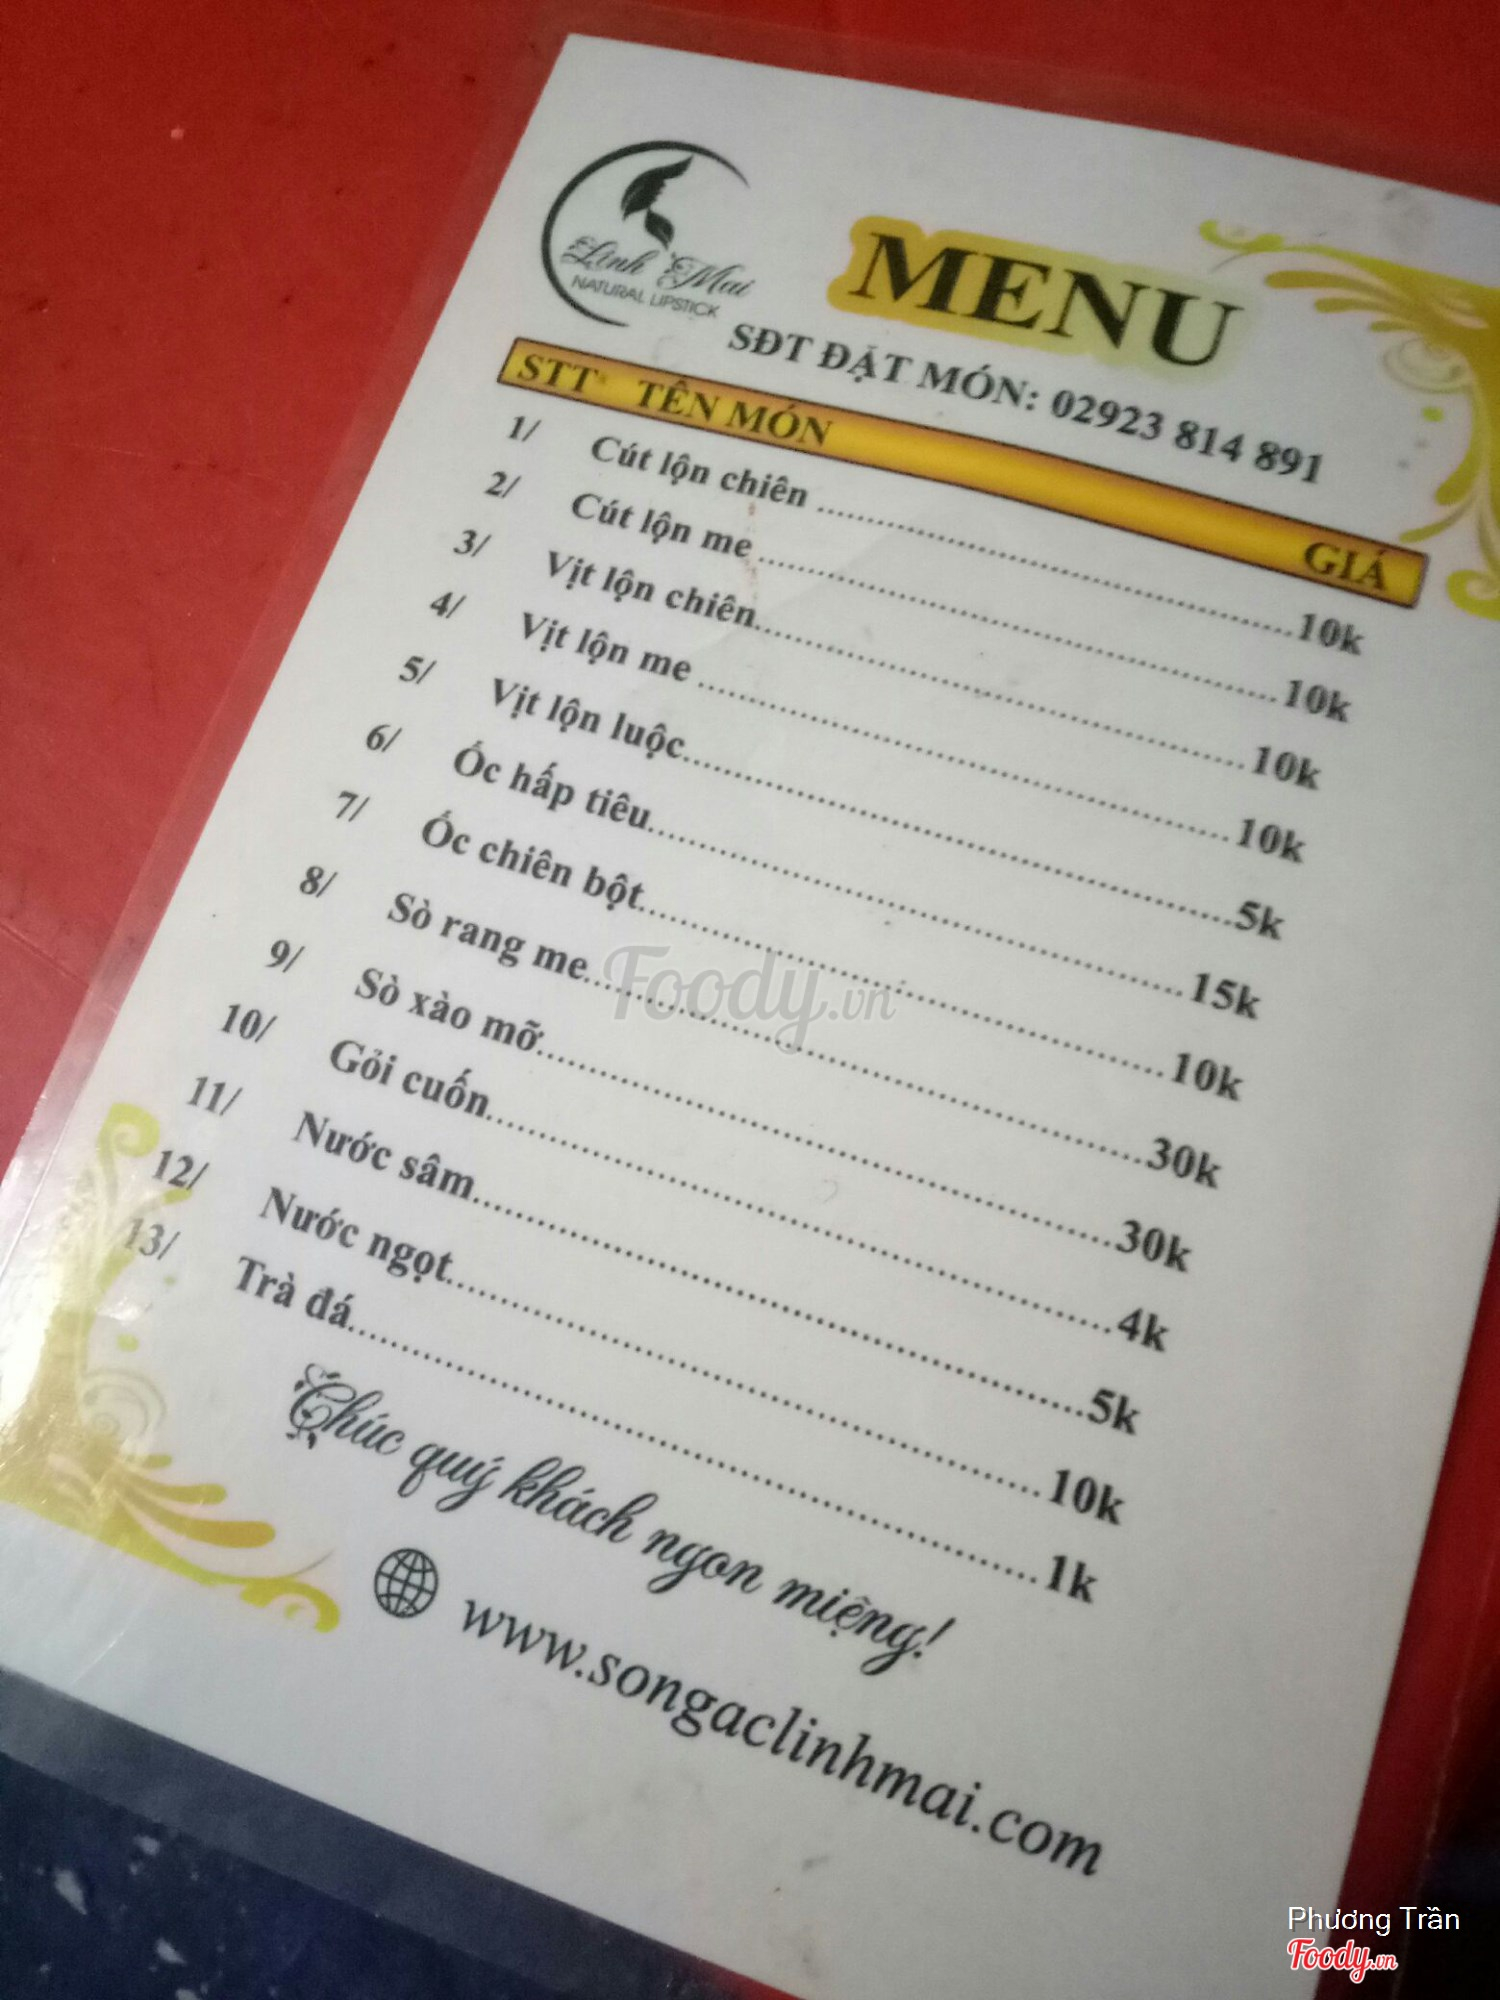 Linh Mai
NATURAL LIPSTICK
MENU
SĐT ĐẶT MÓN: 02923 814 891
STT TÊN MÓN GIÁ
1/ Cút lộn chiên ........ 10k
2/ Cút lộn me ........ 10k
3/ Vịt lộn chiên ........ 10k
4/ Vịt lộn me ........ 10k
5/ Vịt lộn luộc ........ 5k
6/ Ốc hấp tiêu ........ 15k
7/ Ốc chiên bột ........ 10k
8/ Sò rang me ........ 30k
9/ Sò xào mỡ ........ 30k
10/ Gỏi cuốn ........ 4k
11/ Nước sâm ........ 5k
12/ Nước ngọt ........ 10k
13/ Trà đá ........ 1k
Chúc quý khách ngon miệng!
www.songaclinhmai.com
Foody.vn
Phương Trần
Foody.vn